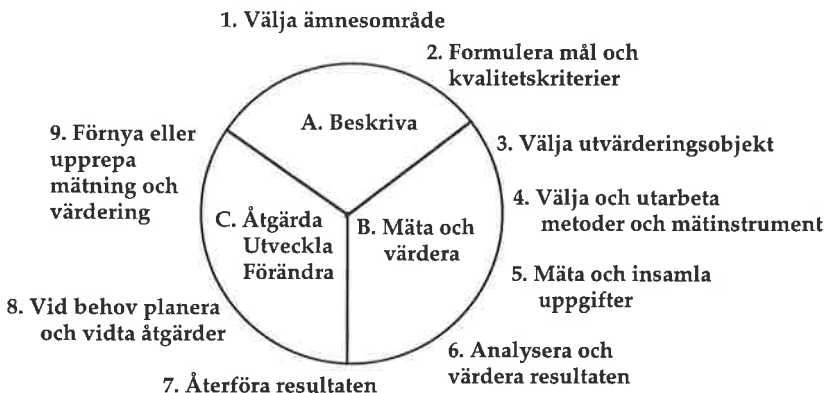 1. Välja ämnesområde
2. Formulera mål och
kvalitetskriterier
A. Beskriva
3. Välja utvärderingsobjekt
4. Välja och utarbeta
metoder och mätinstrument
B. Mäta och
värdera
5. Mäta och insamla
uppgifter
6. Analysera och
värdera resultaten
7. Återföra resultaten
C. Åtgärda
Utveckla
Förändra
8. Vid behov planera
och vidta åtgärder
9. Förnya eller
upprepa
mätning och
värdering